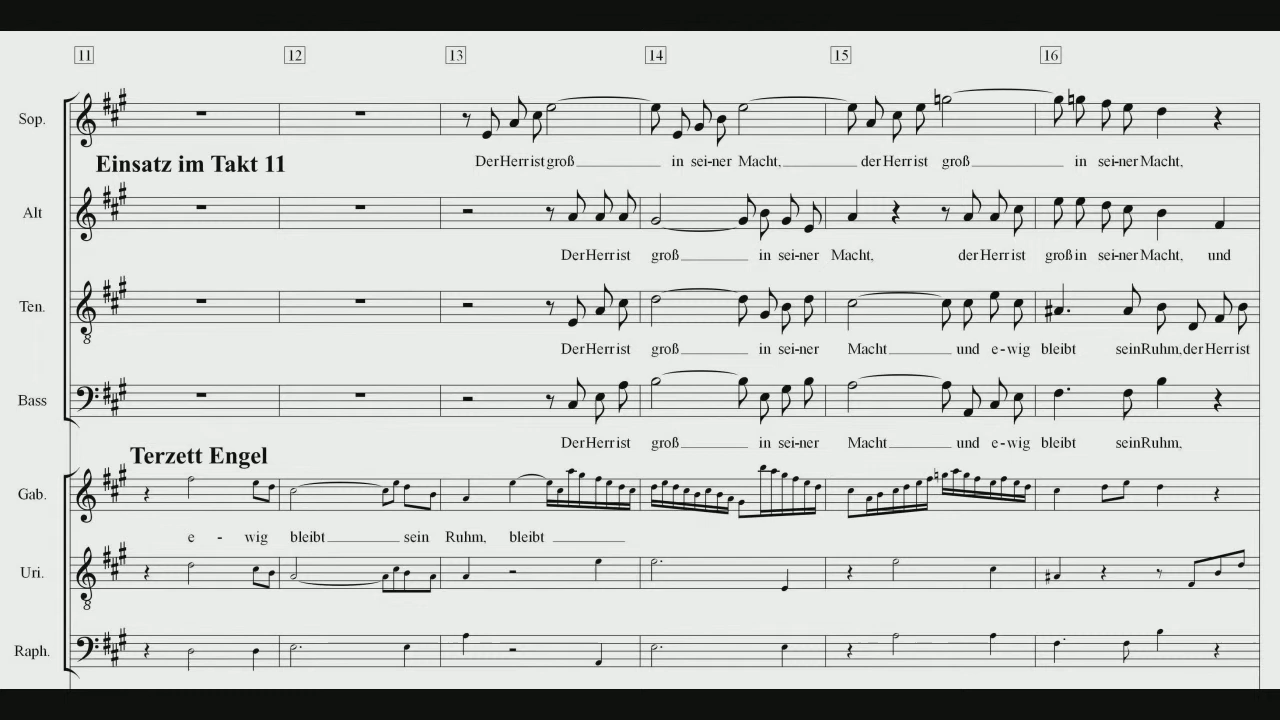 11 12 13 14 15 16
Sop.
DerHerristgroß in sei-ner Macht, derHerrist groß in sei-nerMacht,
Einsatz im Takt 11
Alt
DerHerrist groß in sei-ner Macht, derHerrist großin sei-nerMacht, und
Ten.
DerHerrist groß in sei-ner Macht und e-wig bleibt seinRuhm,derHerrist
Bass
DerHerrist groß in sei-ner Macht und e-wig bleibt seinRuhm,
Terzett Engel
Gab.
e - wig bleibt sein Ruhm, bleibt
Uri.
Raph.